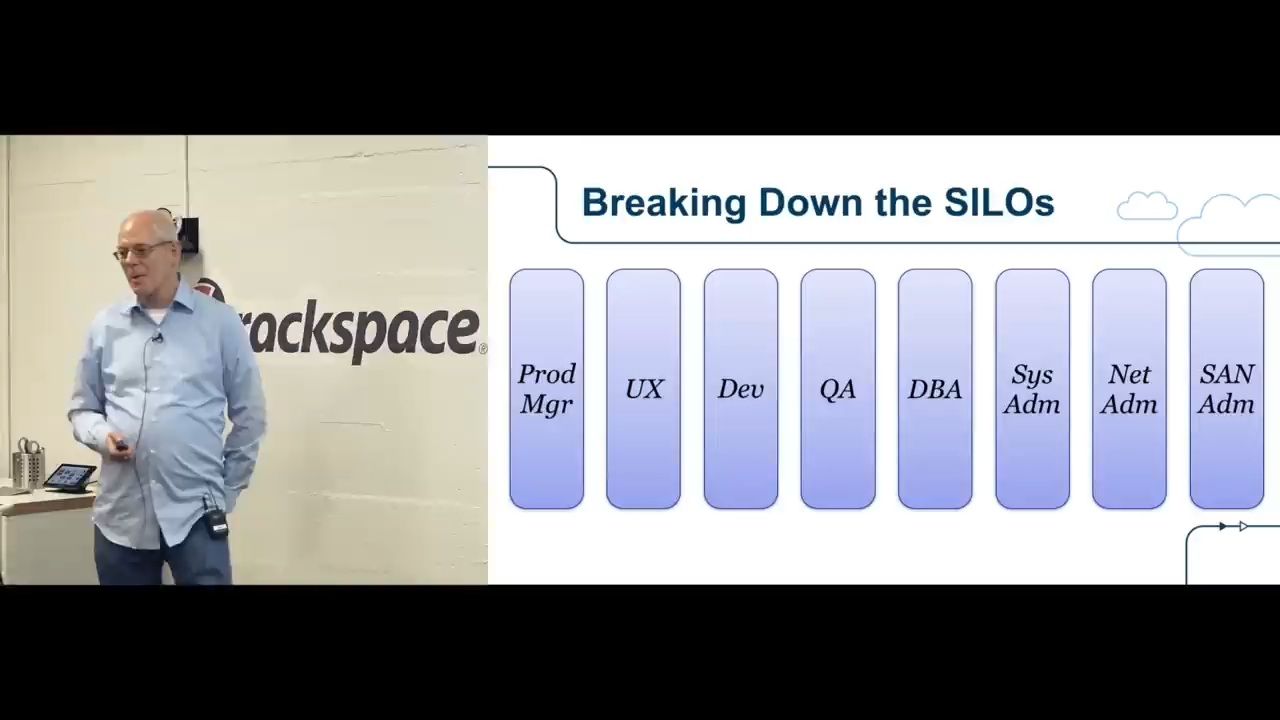 rackspace®
Breaking Down the SILOs
Prod
Mgr
UX
Dev
QA
DBA
Sys
Adm
Net
Adm
SAN
Adm